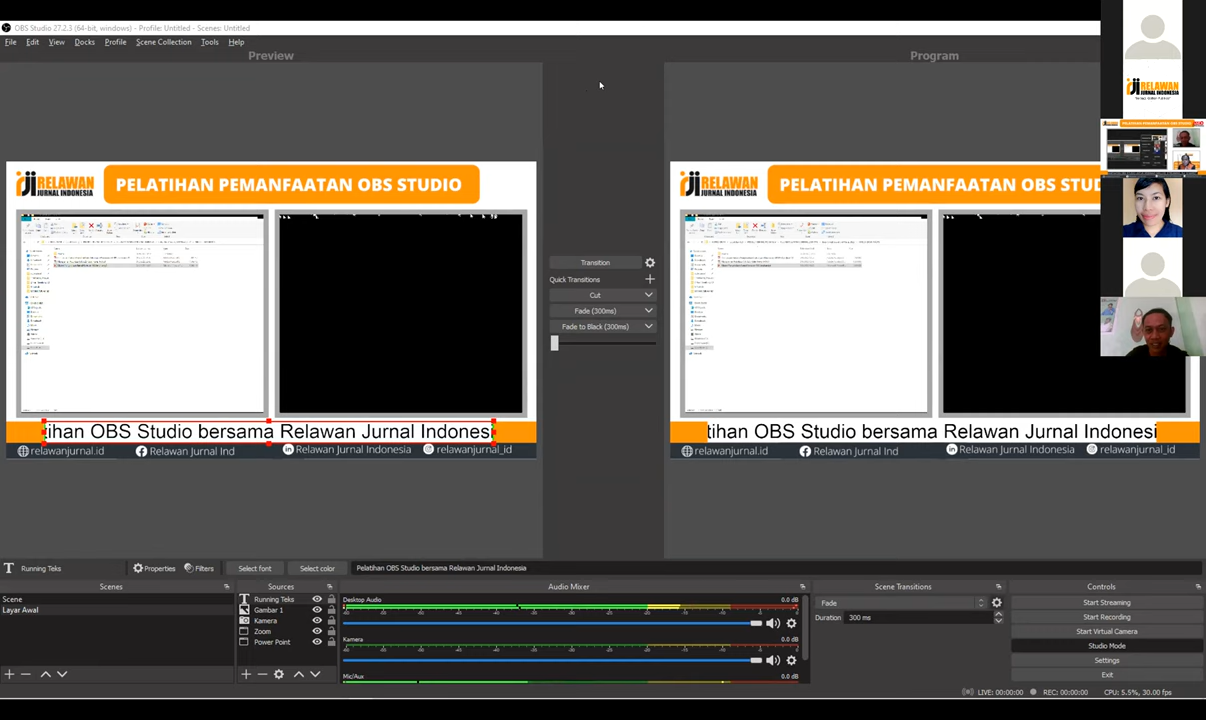 OBS Studio 27.2.3 (64-bit, windows) - Profile: Untitled - Scenes: Untitled
File Edit View Docks Profile Scene Collection Tools Help
Preview
Program
RELAWAN
JURNAL INDONESIA
PELATIHAN PEMANFAATAN OBS STUDIO
tihan OBS Studio bersama Relawan Jurnal Indones
relawanjurnal.id Relawan Jurnal Ind Relawan Jurnal Indonesia relawanjurnal_id
Transition
Quick Transitions
Cut
Fade (300ms)
Fade to Black (300ms)
RELAWAN
JURNAL INDONESIA
PELATIHAN PEMANFAATAN OBS STUD
tihan OBS Studio bersama Relawan Jurnal Indonesi
relawanjurnal.id Relawan Jurnal Ind Relawan Jurnal Indonesia relawanjurnal_id
RELAWAN
JURNAL INDONESIA
Running Teks Properties Filters Select font Select color Pelatihan OBS Studio bersama Relawan Jurnal Indonesia
Scenes
Scene
Layar Awal
Sources
Running Teks
Gambar 1
Kamera
Zoom
Power Point
Audio Mixer
Desktop Audio 0.0 dB
Kamera 0.0 dB
Mic/Aux 0.0 dB
Scene Transitions
Fade
Duration 300 ms
Controls
Start Streaming
Start Recording
Start Virtual Camera
Studio Mode
Settings
Exit
LIVE: 00:00:00 REC: 00:00:00 CPU: 5.5%, 30.00 fps